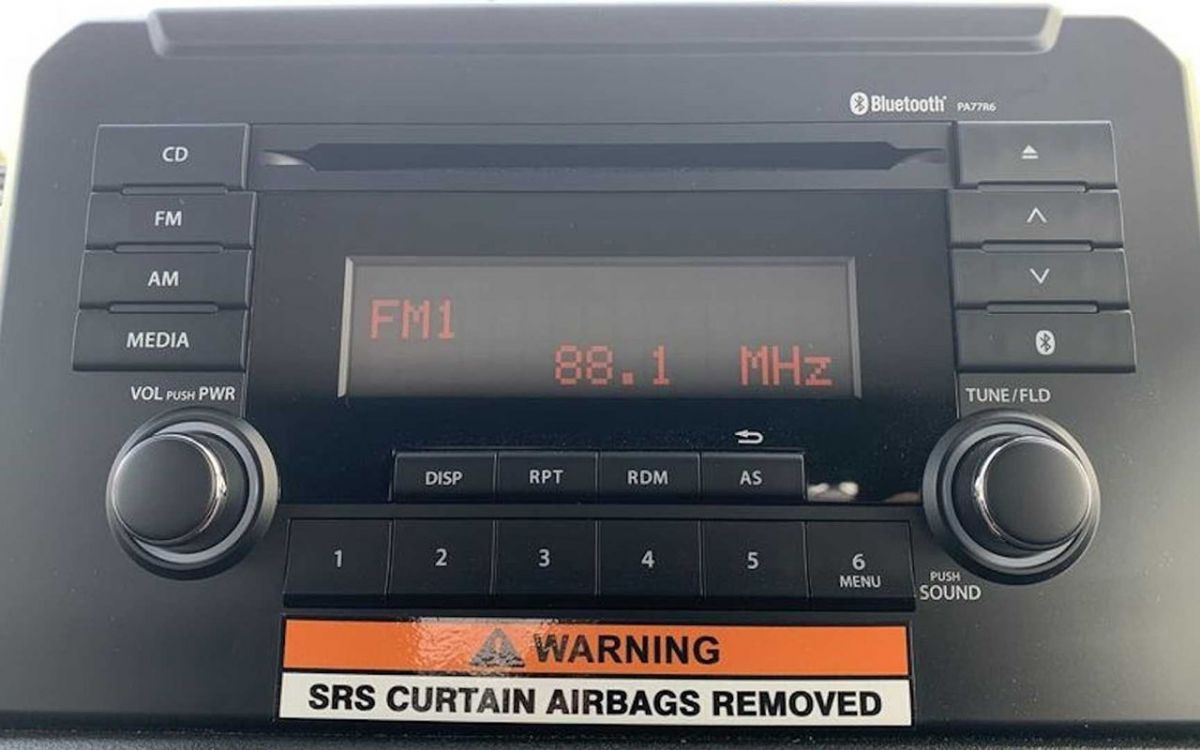 Bluetooth® PA77R6
CD
FM
AM
MEDIA
FM1
88.1 MHz
VOL PUSH PWR
TUNE/FLD
DISP RPT RDM AS
1 2 3 4 5 6
MENU
PUSH
SOUND
WARNING
SRS CURTAIN AIRBAGS REMOVED